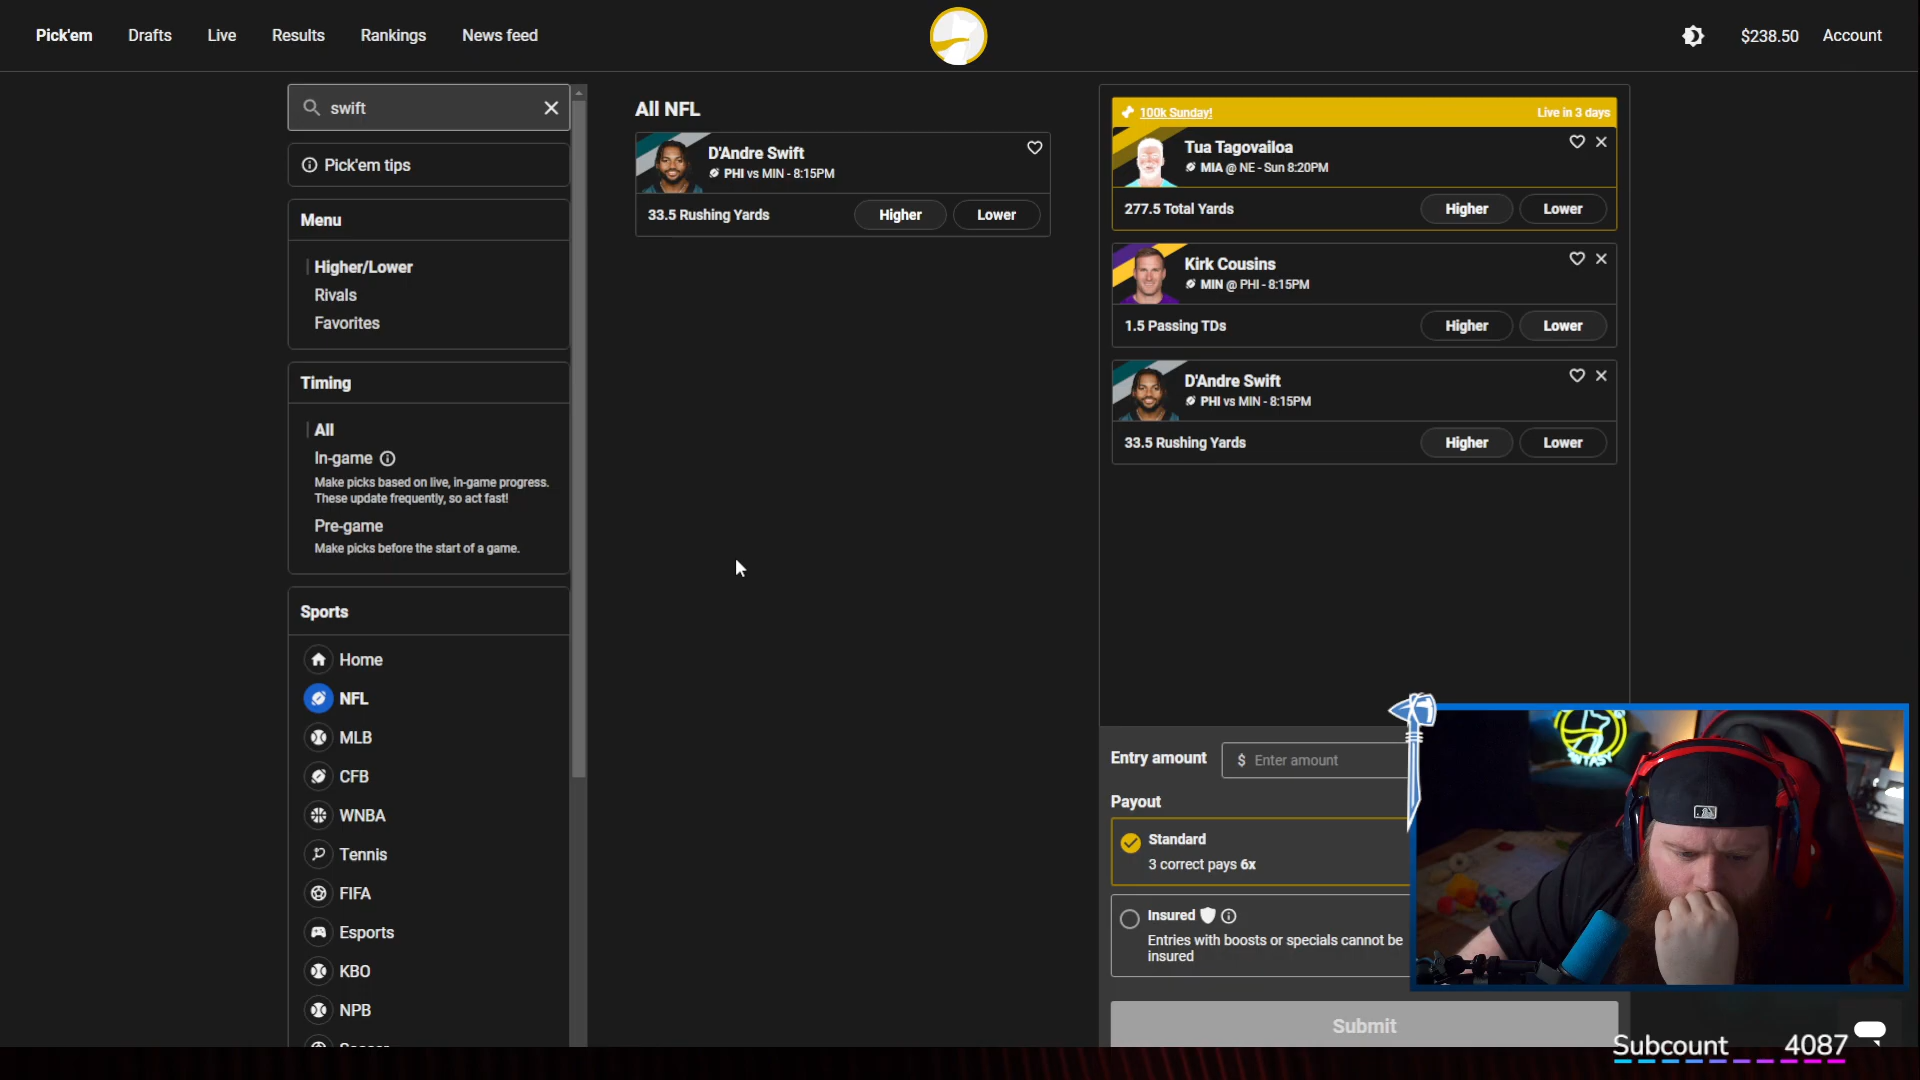 Pick'em
Drafts
Live
Results
Rankings
News feed
$238.50
Account
swift
Pick'em tips
Menu
Higher/Lower
Rivals
Favorites
Timing
All
In-game
Make picks based on live, in-game progress.
These update frequently, so act fast!
Pre-game
Make picks before the start of a game.
Sports
Home
NFL
MLB
CFB
WNBA
Tennis
FIFA
Esports
KBO
NPB
All NFL
D'Andre Swift
PHI vs MIN - 8:15PM
33.5 Rushing Yards
Higher
Lower
100k Sunday!
Live in 3 days
Tua Tagovailoa
MIA @ NE - Sun 8:20PM
277.5 Total Yards
Higher
Lower
Kirk Cousins
MIN @ PHI - 8:15PM
1.5 Passing TDs
Higher
Lower
D'Andre Swift
PHI vs MIN - 8:15PM
33.5 Rushing Yards
Higher
Lower
Entry amount
$ Enter amount
Payout
Standard
3 correct pays 6x
Insured
Entries with boosts or specials cannot be
insured
Submit
Subcount 4087